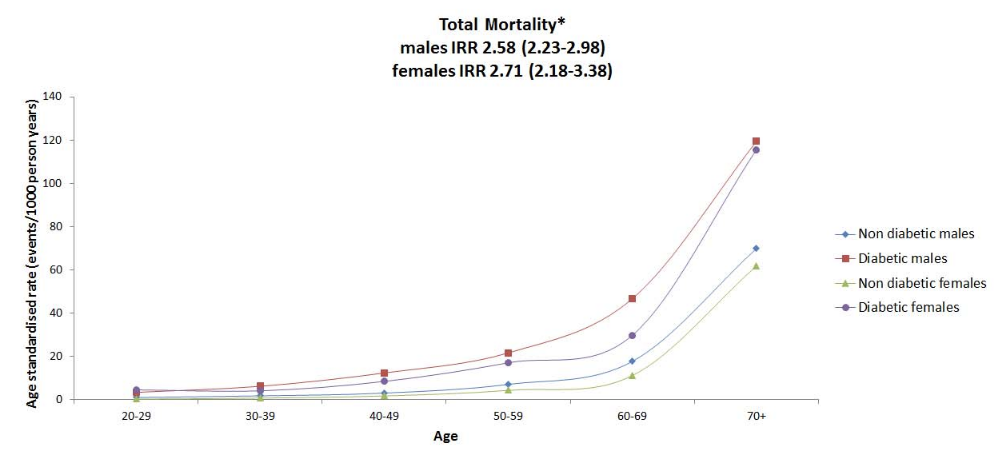 Total Mortality*
males IRR 2.58 (2.23-2.98)
females IRR 2.71 (2.18-3.38)
Age standardised rate (events/1000 person years)
140
120
100
80
60
40
20
0
20-29 30-39 40-49 50-59 60-69 70+
Age
Non diabetic males
Diabetic males
Non diabetic females
Diabetic females